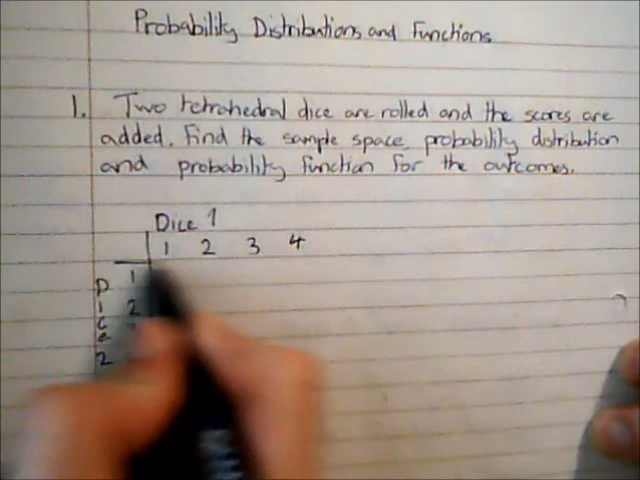 Probability Distributions and Functions
1. Two tetrahedral dice are rolled and the scores are
added. Find the sample space, probability distribution
and probability function for the outcomes.
Dice 1
1 2 3 4
Dice 2
1
2